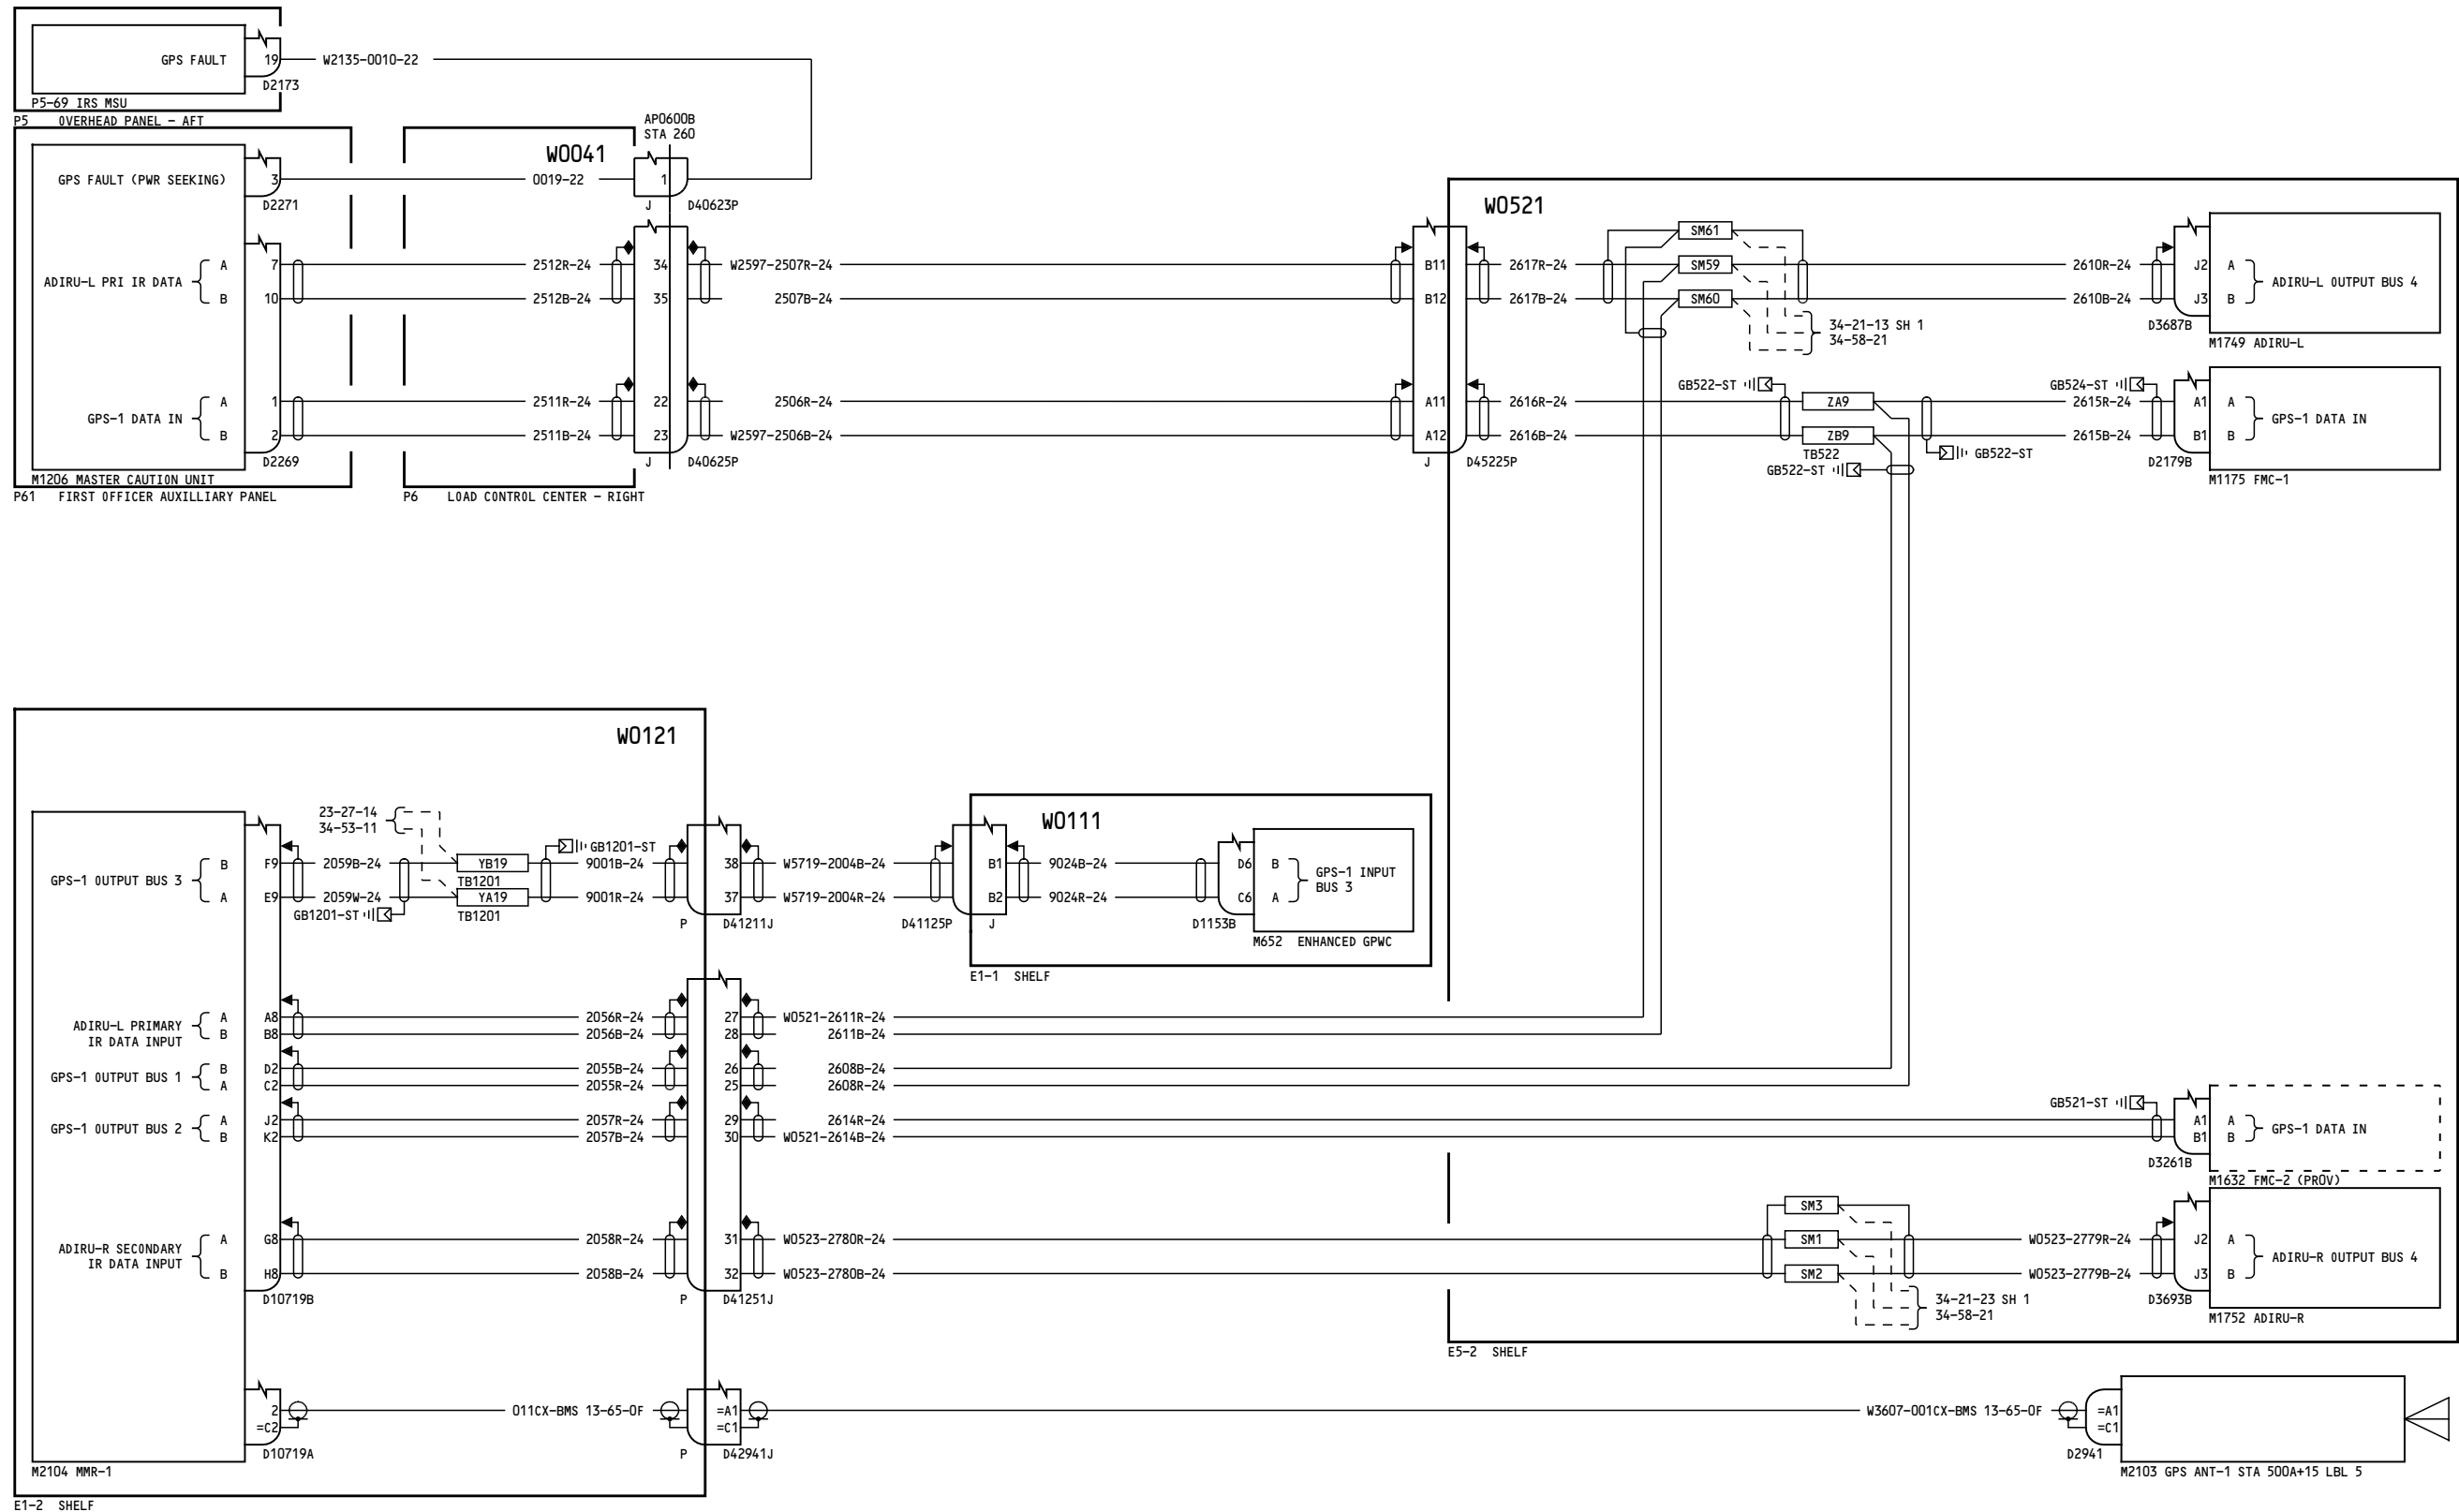 GPS FAULT 19 W2135-0010-22
D2173
P5-69 IRS MSU
P5 OVERHEAD PANEL - AFT
AP0600B
STA 260
W0041
GPS FAULT (PWR SEEKING) 3 0019-22 1
D2271 J D40623P
W0521
SM61
A 7 2512R-24 34 W2597-2507R-24 B11 2617R-24 SM59 2610R-24 J2 A
ADIRU-L PRI IR DATA ADIRU-L OUTPUT BUS 4
B 10 2512B-24 35 2507B-24 B12 2617B-24 SM60 2610B-24 J3 B
34-21-13 SH 1
34-58-21
D3687B
M1749 ADIRU-L
GB522-ST GB524-ST
A 1 2511R-24 22 2506R-24 A11 2616R-24 ZA9 2615R-24 A1 A
GPS-1 DATA IN GPS-1 DATA IN
B 2 2511B-24 23 W2597-2506B-24 A12 2616B-24 ZB9 2615B-24 B1 B
TB522 GB522-ST
D2269 J D40625P J D45225P D2179B
GB522-ST
M1206 MASTER CAUTION UNIT M1175 FMC-1
P61 FIRST OFFICER AUXILLIARY PANEL P6 LOAD CONTROL CENTER - RIGHT
W0121
23-27-14
34-53-11
W0111
GB1201-ST
B F9 2059B-24 YB19 9001B-24 38 W5719-2004B-24 B1 9024B-24 D6 B
TB1201
GPS-1 OUTPUT BUS 3 GPS-1 INPUT
BUS 3
A E9 2059W-24 YA19 9001R-24 37 W5719-2004R-24 B2 9024R-24 C6 A
GB1201-ST TB1201
P D41211J D41125P J D1153B
M652 ENHANCED GPWC
E1-1 SHELF
A A8 2056R-24 27 W0521-2611R-24
ADIRU-L PRIMARY
IR DATA INPUT
B B8 2056B-24 28 2611B-24
B D2 2055B-24 26 2608B-24
GPS-1 OUTPUT BUS 1
A C2 2055R-24 25 2608R-24
GB521-ST
A J2 2057R-24 29 2614R-24 A1 A
GPS-1 OUTPUT BUS 2 GPS-1 DATA IN
B K2 2057B-24 30 W0521-2614B-24 B1 B
D3261B
M1632 FMC-2 (PROV)
SM3
A G8 2058R-24 31 W0523-2780R-24 SM1 W0523-2779R-24 J2 A
ADIRU-R SECONDARY
IR DATA INPUT
ADIRU-R OUTPUT BUS 4
B H8 2058B-24 32 W0523-2780B-24 SM2 W0523-2779B-24 J3 B
D10719B P D41251J D3693B
34-21-23 SH 1
34-58-21
M1752 ADIRU-R
E5-2 SHELF
2 011CX-BMS 13-65-0F =A1 W3607-001CX-BMS 13-65-0F =A1
=C2 =C1 =C1
D10719A P D42941J D2941
M2104 MMR-1 M2103 GPS ANT-1 STA 500A+15 LBL 5
E1-2 SHELF